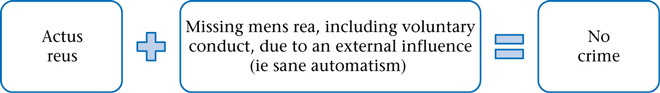 Actus
reus
+
Missing mens rea, including voluntary
conduct, due to an external influence
(ie sane automatism)
=
No
crime